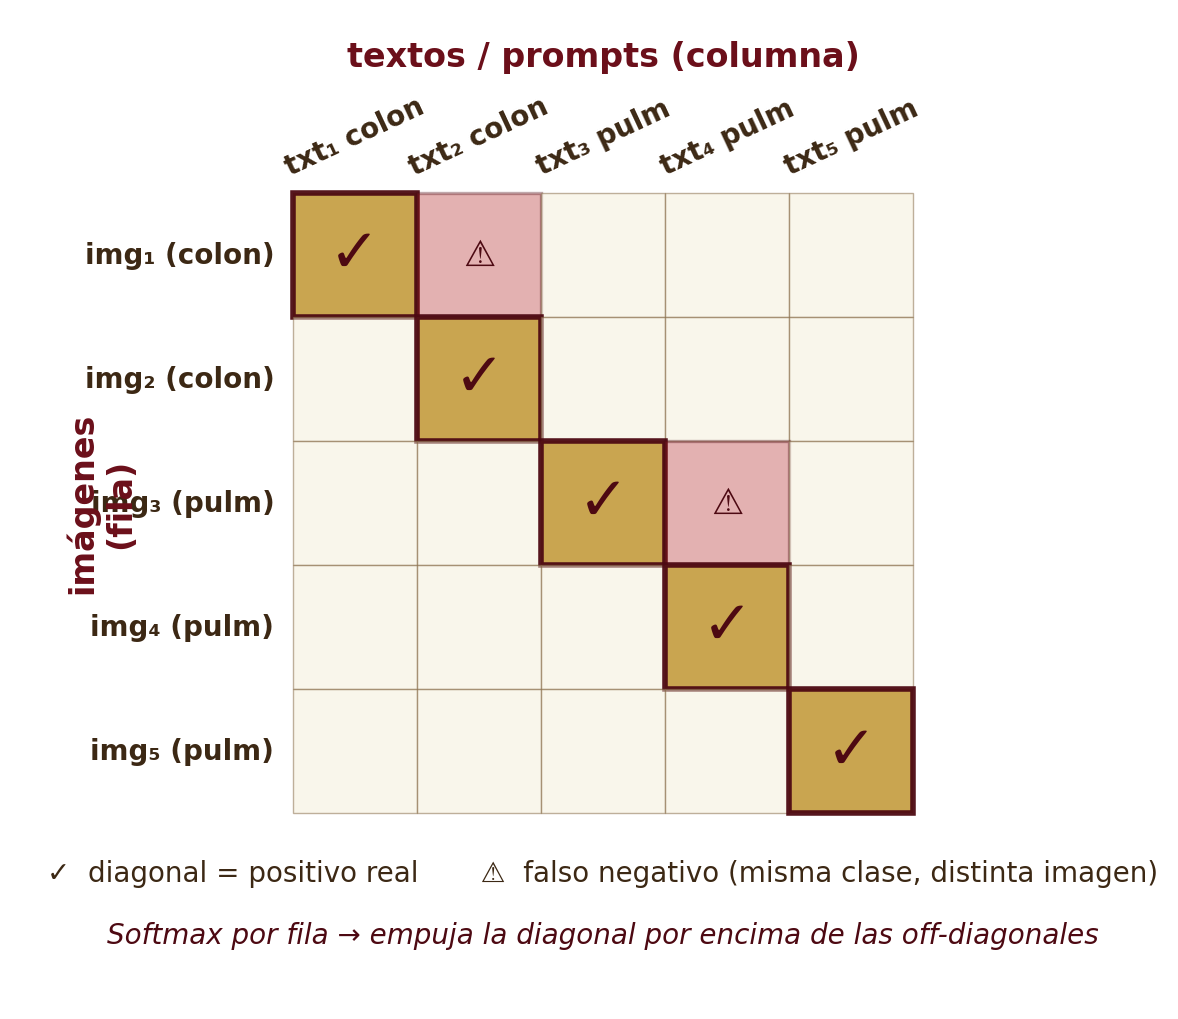 textos / prompts (columna)
txt₁ colon
txt₂ colon
txt₃ pulm
txt₄ pulm
txt₅ pulm
imágenes
(fila)
img₁ (colon)
✓
⚠
img₂ (colon)
✓
img₃ (pulm)
✓
⚠
img₄ (pulm)
✓
img₅ (pulm)
✓
✓ diagonal = positivo real ⚠ falso negativo (misma clase, distinta imagen)
Softmax por fila → empuja la diagonal por encima de las off-diagonales